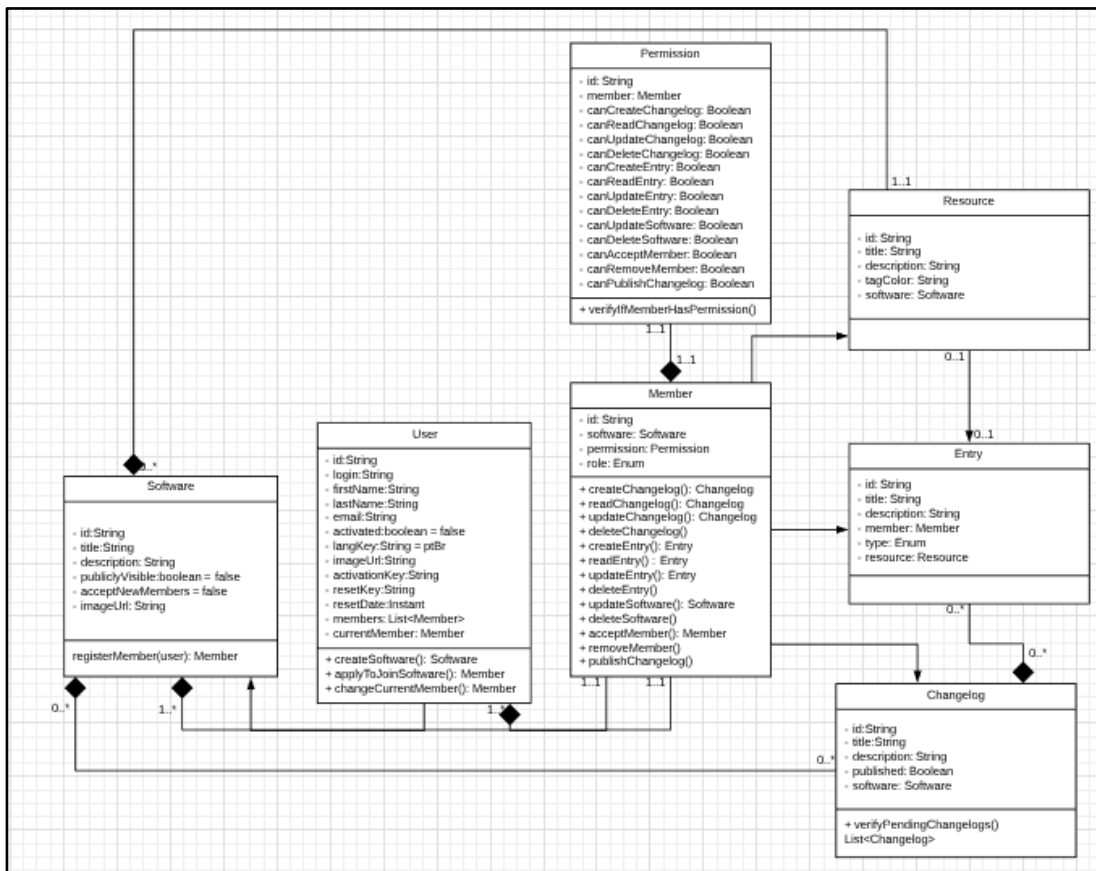 Permission
- id: String
- member: Member
- canCreateChangelog: Boolean
- canReadChangelog: Boolean
- canUpdateChangelog: Boolean
- canDeleteChangelog: Boolean
- canCreateEntry: Boolean
- canReadEntry: Boolean
- canUpdateEntry: Boolean
- canDeleteEntry: Boolean
- canUpdateSoftware: Boolean
- canDeleteSoftware: Boolean
- canAcceptMember: Boolean
- canRemoveMember: Boolean
- canPublishChangelog: Boolean
+ verifyIfMemberHasPermission()
1..1
1..1
1..1
Resource
- id: String
- title: String
- description: String
- tagColor: String
- software: Software
0..1
0..1
Member
- id: String
- software: Software
- permission: Permission
- role: Enum
+ createChangelog(): Changelog
+ readChangelog(): Changelog
+ updateChangelog(): Changelog
+ deleteChangelog()
+ createEntry(): Entry
+ readEntry() : Entry
+ updateEntry(): Entry
+ deleteEntry()
+ updateSoftware(): Software
+ deleteSoftware()
+ acceptMember(): Member
+ removeMember()
+ publishChangelog()
1..1
1..1
User
- id:String
- login:String
- firstName:String
- lastName:String
- email:String
- activated:boolean = false
- langKey:String = ptBr
- imageUrl:String
- activationKey:String
- resetKey:String
- resetDate:Instant
- members: List<Member>
- currentMember: Member
+ createSoftware(): Software
+ applyToJoinSoftware(): Member
+ changeCurrentMember(): Member
1..*
0..*
Software
- id:String
- title:String
- description: String
- publiclyVisible:boolean = false
- acceptNewMembers = false
- imageUrl: String
registerMember(user): Member
0..*
1..*
Entry
- id: String
- title: String
- description: String
- member: Member
- type: Enum
- resource: Resource
0..*
0..*
Changelog
- id:String
- title:String
- description: String
- published: Boolean
- software: Software
+ verifyPendingChangelogs()
List<Changelog>
0..*